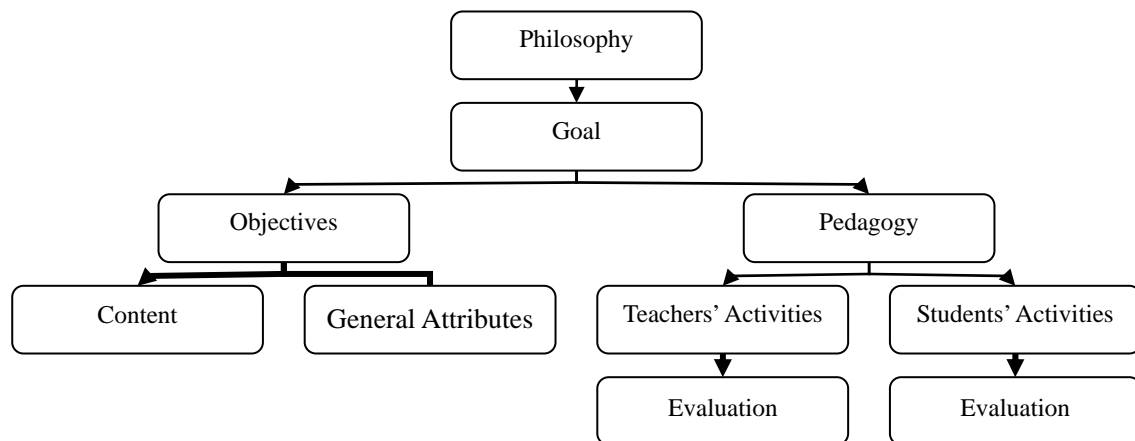 Philosophy
Goal
Objectives
Pedagogy
Content
General Attributes
Teachers’ Activities
Students’ Activities
Evaluation
Evaluation